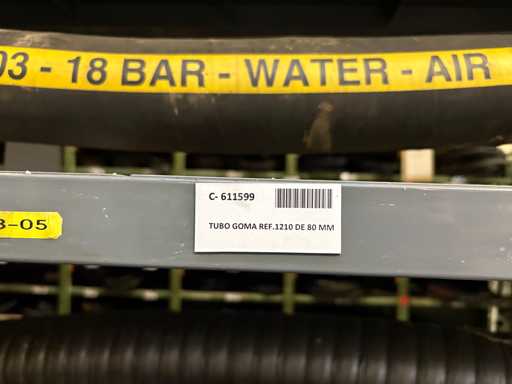 03 - 18 BAR - WATER - AIR
C- 611599
TUBO GOMA REF.1210 DE 80 MM
3-05